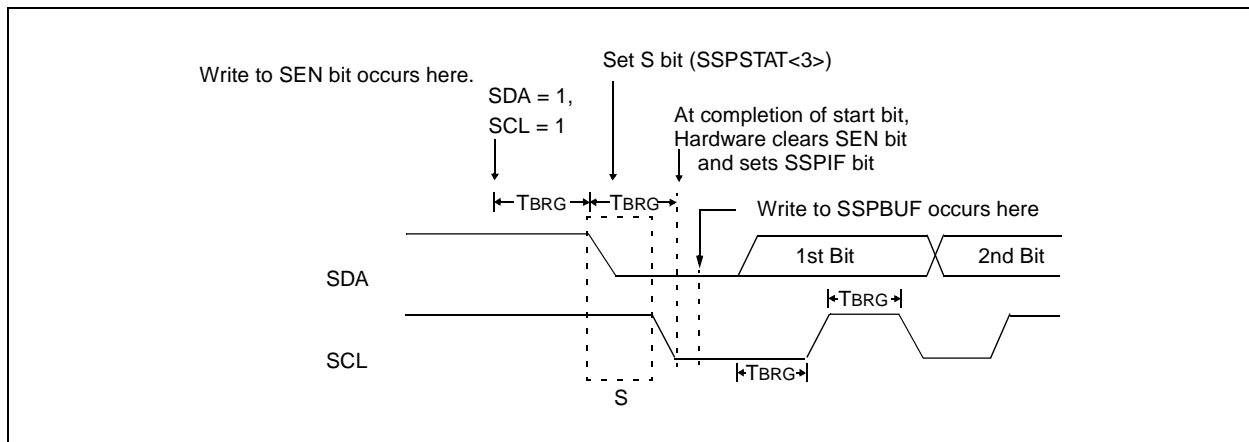 Write to SEN bit occurs here.
Set S bit (SSPSTAT<3>)
SDA = 1,
SCL = 1
At completion of start bit,
Hardware clears SEN bit
and sets SSPIF bit
TBRG
TBRG
Write to SSPBUF occurs here
SDA
1st Bit
2nd Bit
TBRG
SCL
TBRG
S